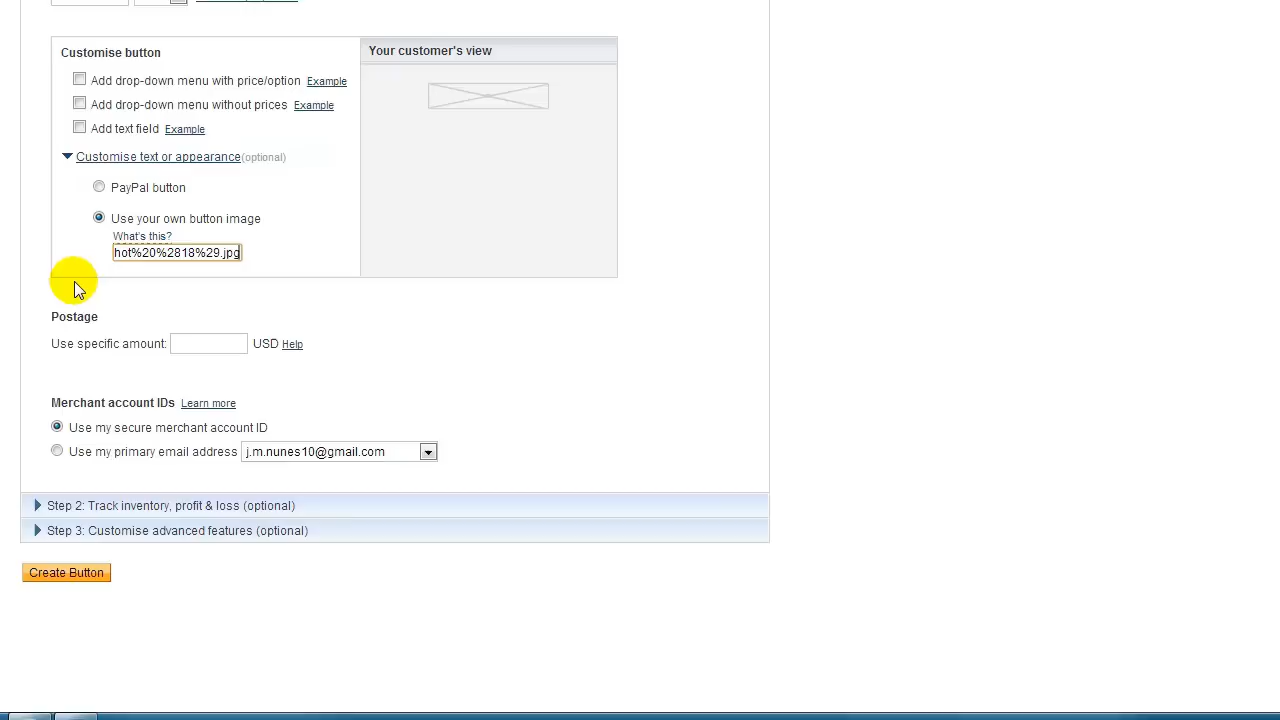 Customise button
Your customer's view
Add drop-down menu with price/option Example
Add drop-down menu without prices Example
Add text field Example
Customise text or appearance(optional)
PayPal button
Use your own button image
What's this?
hot%20%2818%29.jpg
Postage
Use specific amount: USD Help
Merchant account IDs Learn more
Use my secure merchant account ID
Use my primary email address j.m.nunes10@gmail.com
Step 2: Track inventory, profit & loss (optional)
Step 3: Customise advanced features (optional)
Create Button